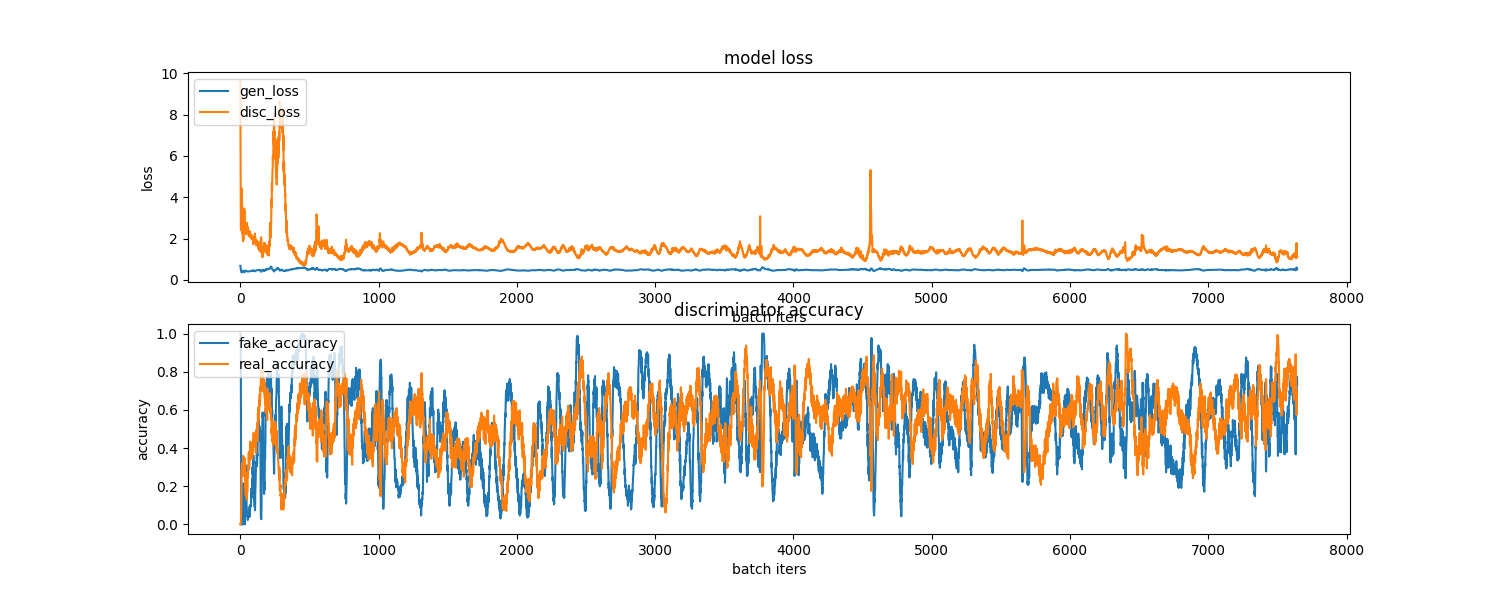 model loss
10
8
6
4
2
0
loss
gen_loss
disc_loss
0 1000 2000 3000 4000 5000 6000 7000 8000
batch iters
discriminator accuracy
1.0
0.8
0.6
0.4
0.2
0.0
accuracy
fake_accuracy
real_accuracy
0 1000 2000 3000 4000 5000 6000 7000 8000
batch iters